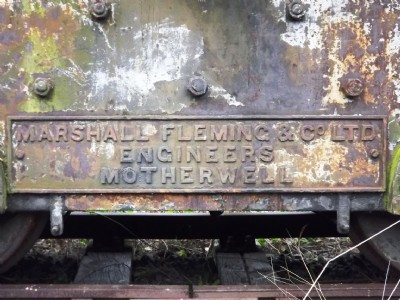 MARSHALL FLEMING & Co. LTD.
ENGINEERS
MOTHERWELL